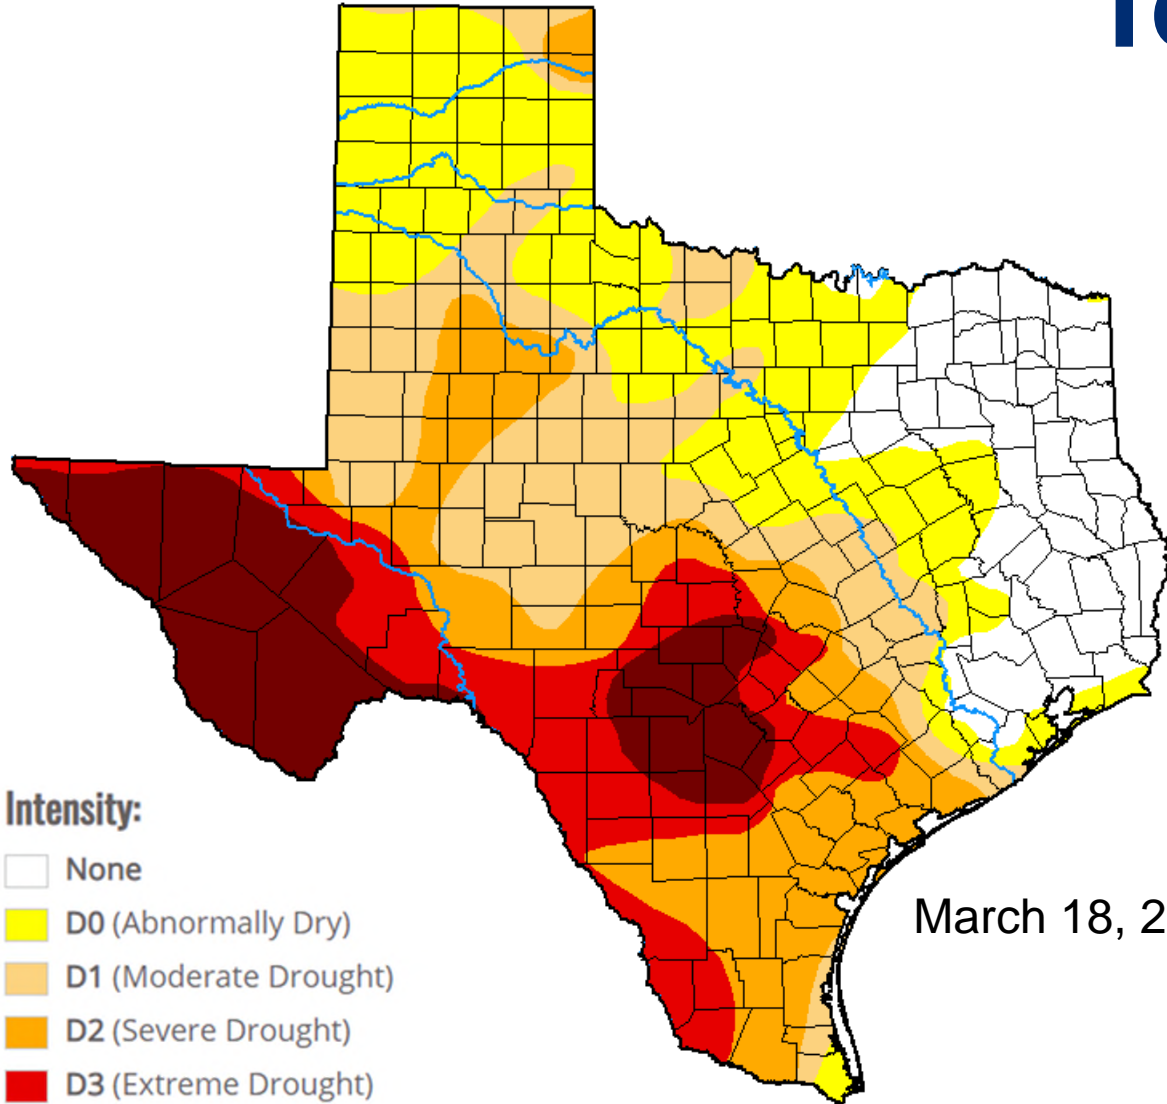 Intensity:
None
D0 (Abnormally Dry)
D1 (Moderate Drought)
D2 (Severe Drought)
D3 (Extreme Drought)
March 18, 2